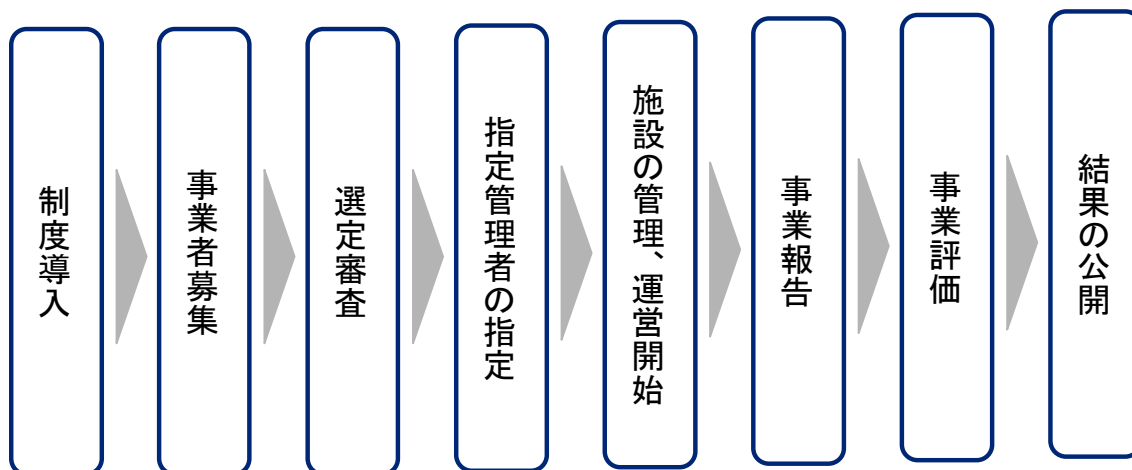 制度導入
事業者募集
選定審査
指定管理者の指定
施設の管理、運営開始
事業報告
事業評価
結果の公開